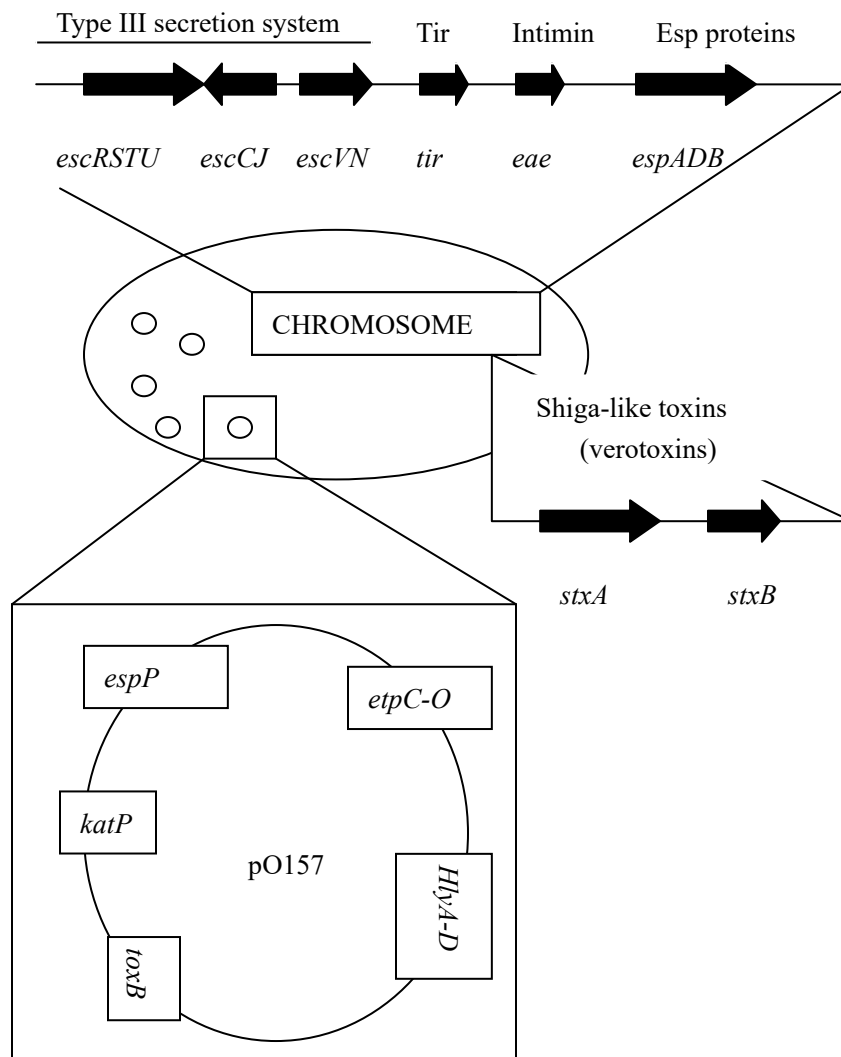 Type III secretion system Tir Intimin Esp proteins
escRSTU escCJ escVN tir eae espADB
CHROMOSOME
Shiga-like toxins
(verotoxins)
stxA stxB
espP
etpC-O
katP
pO157
HlyA-D
toxB